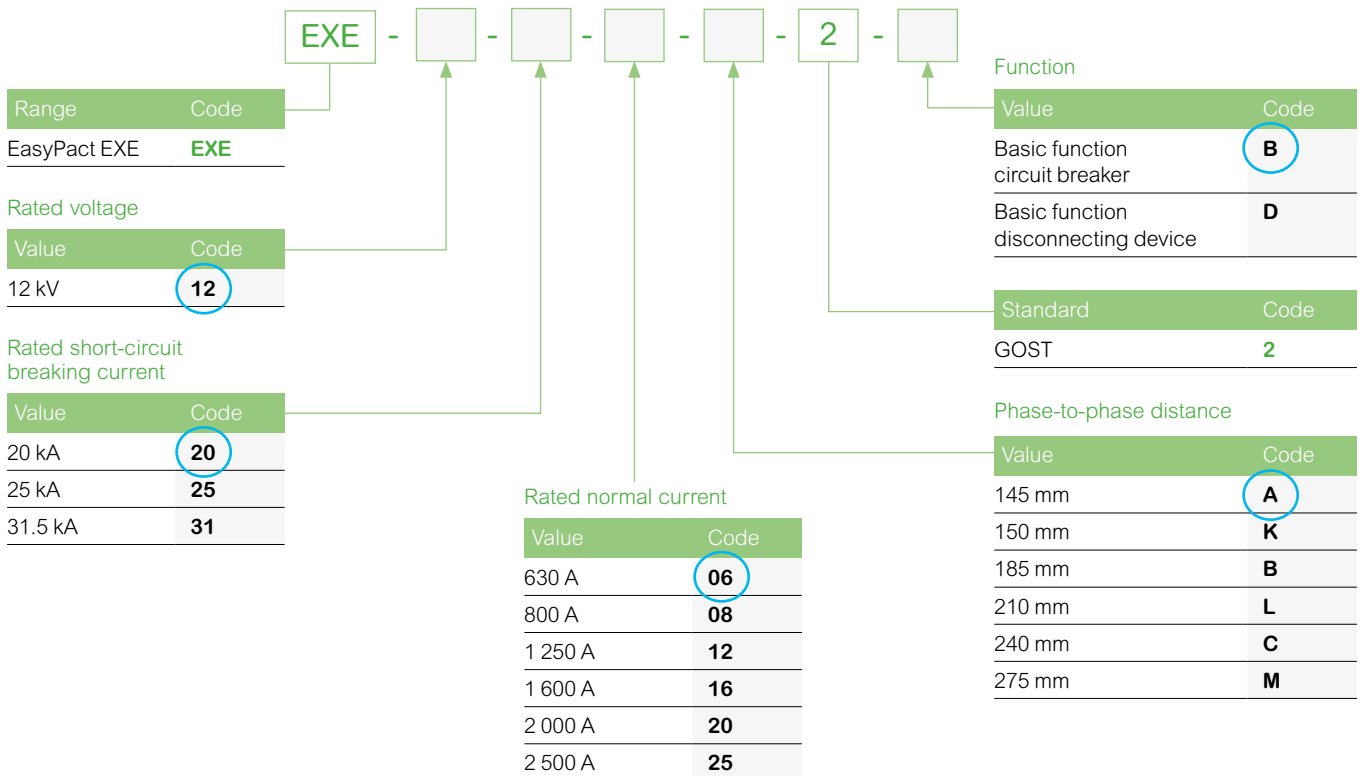 EXE - - - - - 2 -
Range Code
EasyPact EXE EXE
Rated voltage
Value Code
12 kV 12
Rated short-circuit
breaking current
Value Code
20 kA 20
25 kA 25
31.5 kA 31
Rated normal current
Value Code
630 A 06
800 A 08
1 250 A 12
1 600 A 16
2 000 A 20
2 500 A 25
Function
Value Code
Basic function
circuit breaker B
Basic function
disconnecting device D
Standard Code
GOST 2
Phase-to-phase distance
Value Code
145 mm A
150 mm K
185 mm B
210 mm L
240 mm C
275 mm M